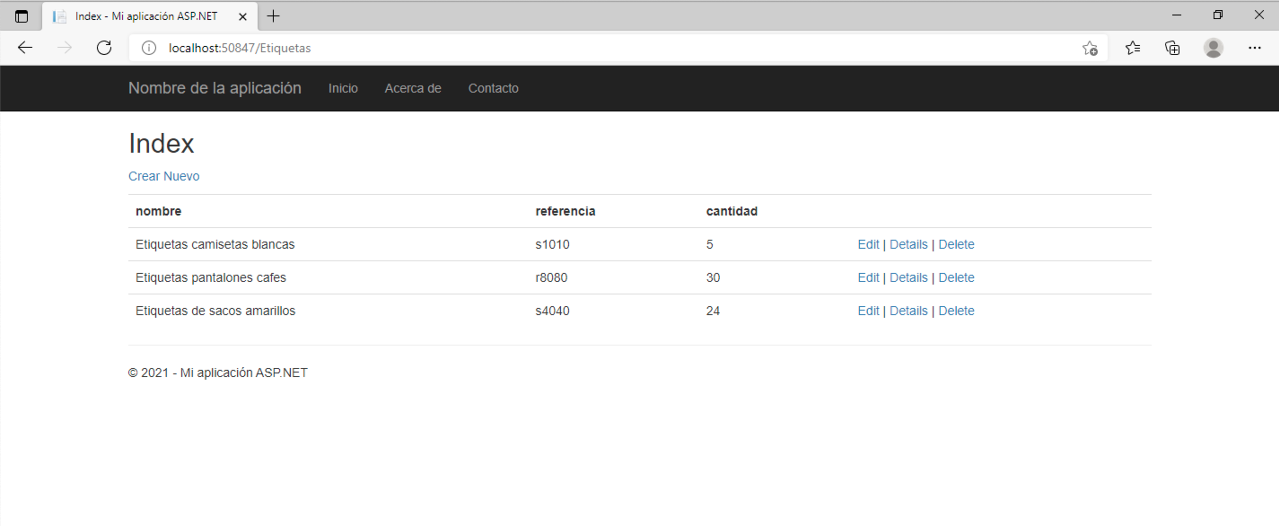 Index - Mi aplicación ASP.NET
localhost:50847/Etiquetas
Nombre de la aplicación Inicio Acerca de Contacto
Index
Crear Nuevo
nombre referencia cantidad
Etiquetas camisetas blancas s1010 5 Edit | Details | Delete
Etiquetas pantalones cafes r8080 30 Edit | Details | Delete
Etiquetas de sacos amarillos s4040 24 Edit | Details | Delete
© 2021 - Mi aplicación ASP.NET